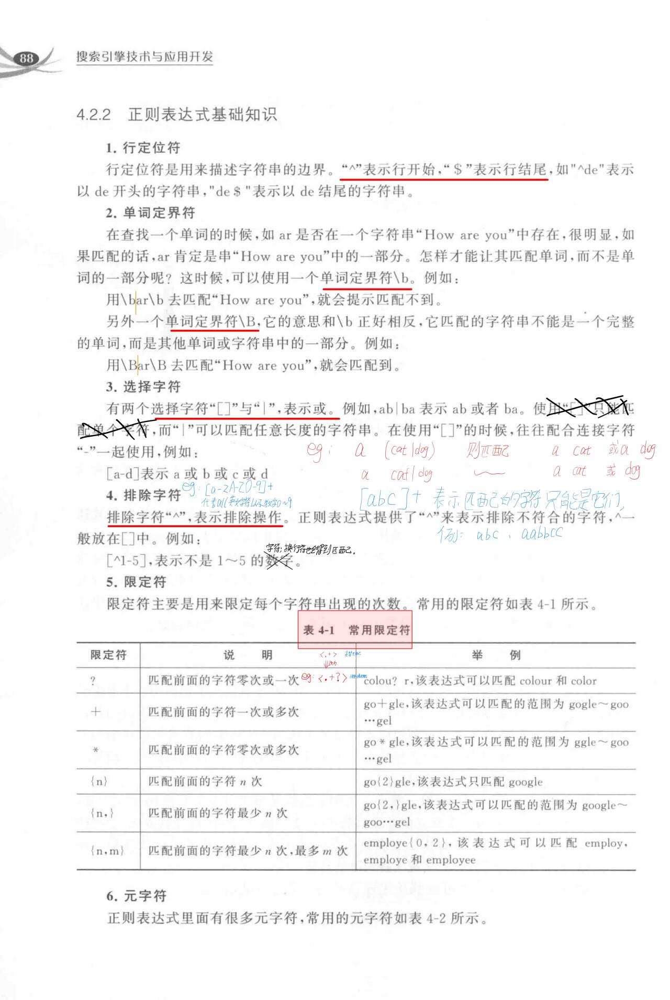 88
搜索引擎技术与应用开发
4.2.2 正则表达式基础知识
1. 行定位符
行定位符是用来描述字符串的边界。“^”表示行开始,“$”表示行结尾,如"^de"表示
以 de 开头的字符串,"de $ "表示以 de 结尾的字符串。
2. 单词定界符
在查找一个单词的时候,如 ar 是否在一个字符串“How are you”中存在,很明显,如
果匹配的话,ar 肯定是串“How are you”中的一部分。怎样才能让其匹配单词,而不是单
词的一部分呢? 这时候,可以使用一个单词定界符\b。例如:
用\bar\b 去匹配“How are you”,就会提示匹配不到。
另外一个单词定界符\B,它的意思和\b 正好相反,它匹配的字符串不能是一个完整
的单词,而是其他单词或字符串中的一部分。例如:
用\Bar\B 去匹配“How are you”,就会匹配到。
3. 选择字符
有两个选择字符“[]”与“|”,表示或。例如,ab|ba 表示 ab 或者 ba。使用“[]”只能匹
配单个字符,而“|”可以匹配任意长度的字符串。在使用“[]”的时候,往往配合连接字符
“-”一起使用,例如:
eg: a (cat|dog) 则匹配 a cat 或a dog
[a-d]表示 a 或 b 或 c 或 d
a cat|dog a cat 或 dog
4. 排除字符
eg: [a-zA-Z0-9]+
代表all英文字符以及数字0~9
[abc]+ 表示匹配的字符只能是它们,
排除字符“^”,表示排除操作。正则表达式提供了“^”来表示排除不符合的字符,^一
般放在[]中。例如:
例: abc、aabbcc
字符;换行符也会得到匹配。
[^1-5],表示不是 1～5 的数字。
5. 限定符
限定符主要是用来限定每个字符串出现的次数。常用的限定符如表 4-1 所示。
表 4-1 常用限定符
限定符 说 明 举 例
<.+>
改为
? 匹配前面的字符零次或一次 eg: <.+?> colou? r,该表达式可以匹配 colour 和 color
+ 匹配前面的字符一次或多次 go+gle,该表达式可以匹配的范围为 gogle～goo
…gel
* 匹配前面的字符零次或多次 go * gle,该表达式可以匹配的范围为 ggle～goo
…gel
{n} 匹配前面的字符 n 次 go{2}gle,该表达式只匹配 google
{n,} 匹配前面的字符最少 n 次 go{2,}gle,该表达式可以匹配的范围为 google～
goo…gel
{n,m} 匹配前面的字符最少 n 次,最多 m 次 employe{0, 2}, 该表达式可以匹配 employ,
employe 和 employee
6. 元字符
正则表达式里面有很多元字符,常用的元字符如表 4-2 所示。